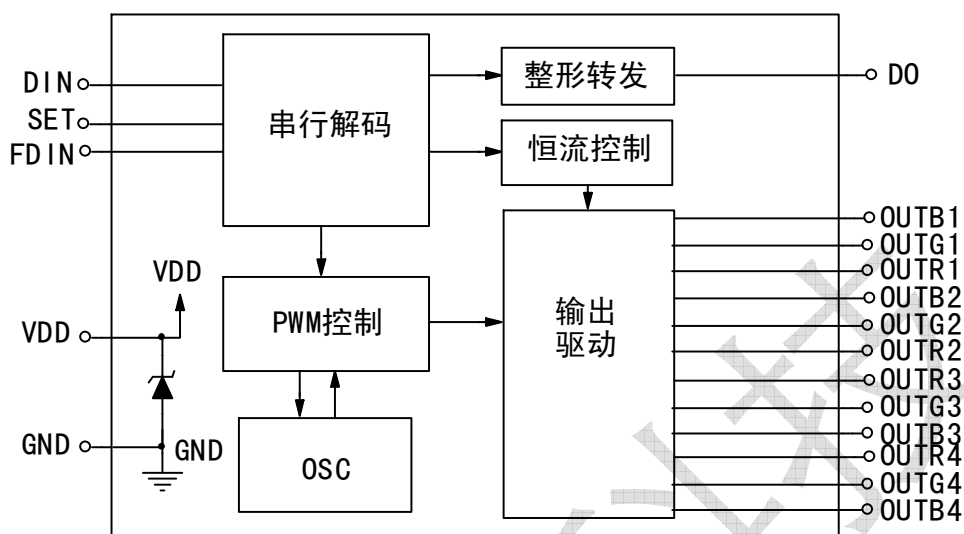 DIN
SET
FDIN
串行解码
整形转发
DO
恒流控制
VDD
VDD
GND
GND
PWM控制
OSC
输出
驱动
OUTB1
OUTG1
OUTR1
OUTB2
OUTG2
OUTR2
OUTR3
OUTG3
OUTB3
OUTR4
OUTG4
OUTB4